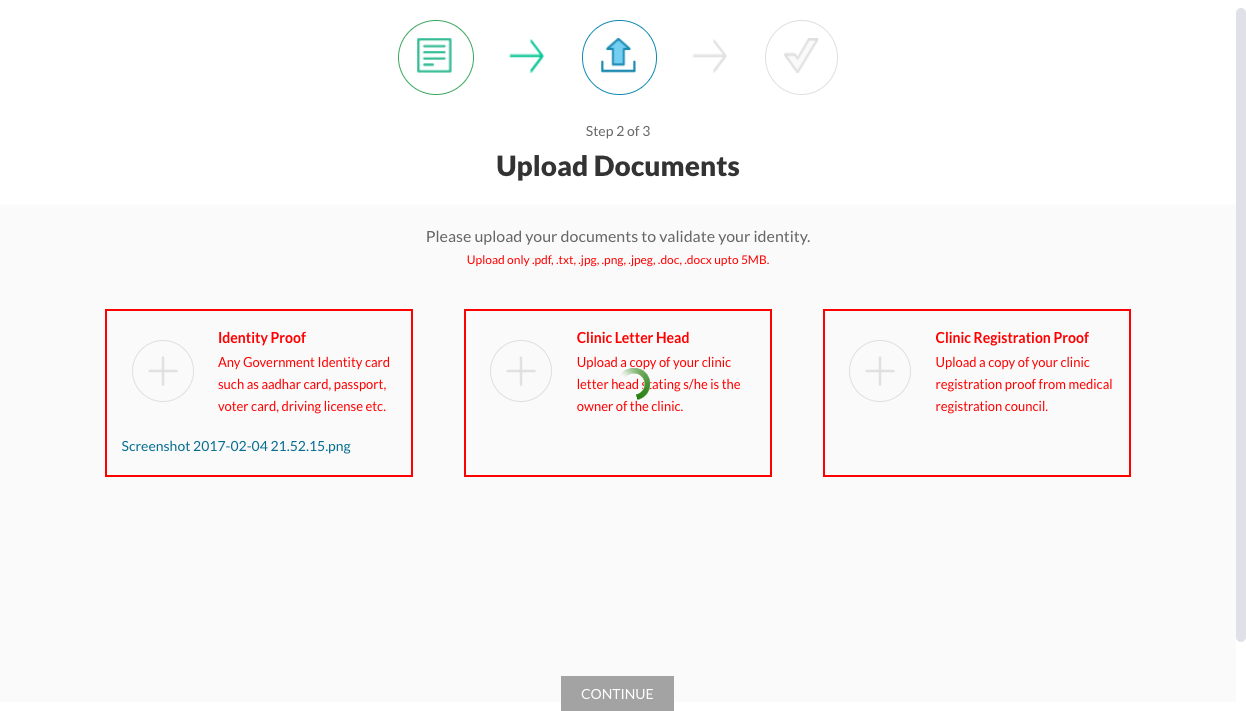 Step 2 of 3
Upload Documents
Please upload your documents to validate your identity.
Upload only .pdf, .txt, .jpg, .png, .jpeg, .doc, .docx upto 5MB.
Identity Proof
Any Government Identity card
such as aadhar card, passport,
voter card, driving license etc.
Screenshot 2017-02-04 21.52.15.png
Clinic Letter Head
Upload a copy of your clinic
letter head stating s/he is the
owner of the clinic.
Clinic Registration Proof
Upload a copy of your clinic
registration proof from medical
registration council.
CONTINUE